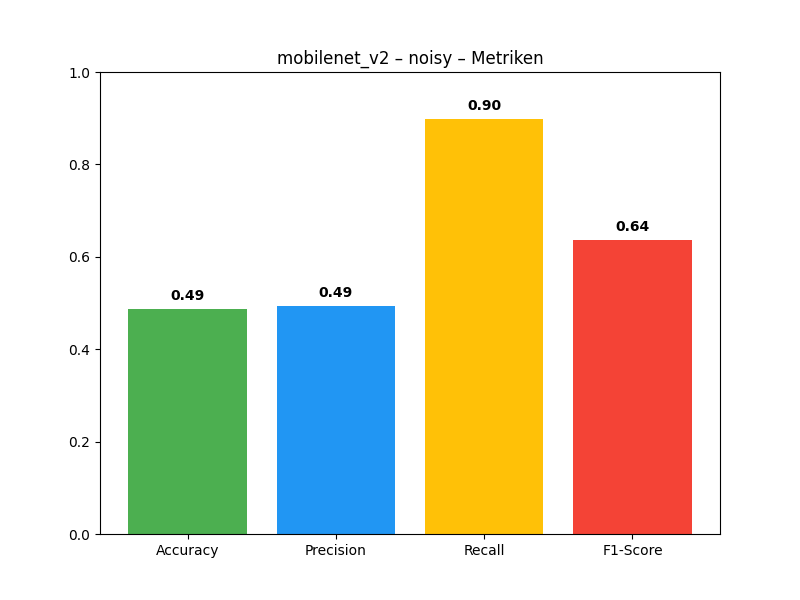 mobilenet_v2 – noisy – Metriken
1.0
0.8
0.6
0.4
0.2
0.0
0.49
0.49
0.90
0.64
Accuracy
Precision
Recall
F1-Score